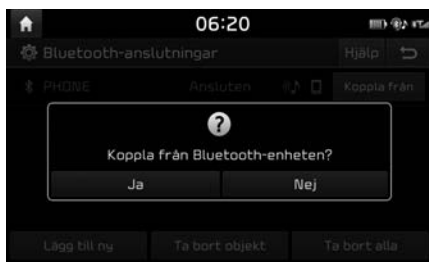 06:20
Bluetooth-anslutningar Hjälp
PHONE Ansluten Koppla från
Koppla från Bluetooth-enheten?
Ja Nej
Lägg till ny Ta bort objekt Ta bort alla